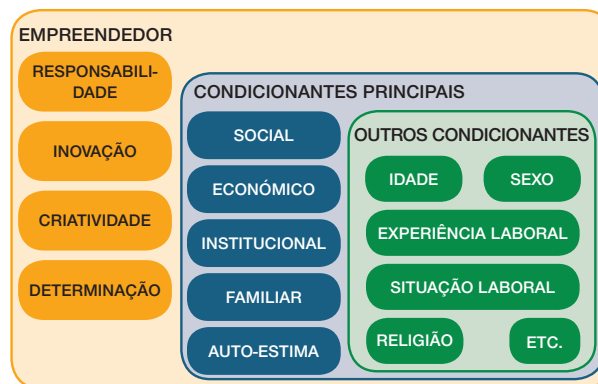 EMPREENDEDOR
RESPONSABILI-
DADE
INOVAÇÃO
CRIATIVIDADE
DETERMINAÇÃO
CONDICIONANTES PRINCIPAIS
SOCIAL
ECONÓMICO
INSTITUCIONAL
FAMILIAR
AUTO-ESTIMA
OUTROS CONDICIONANTES
IDADE
SEXO
EXPERIÊNCIA LABORAL
SITUAÇÃO LABORAL
RELIGIÃO
ETC.